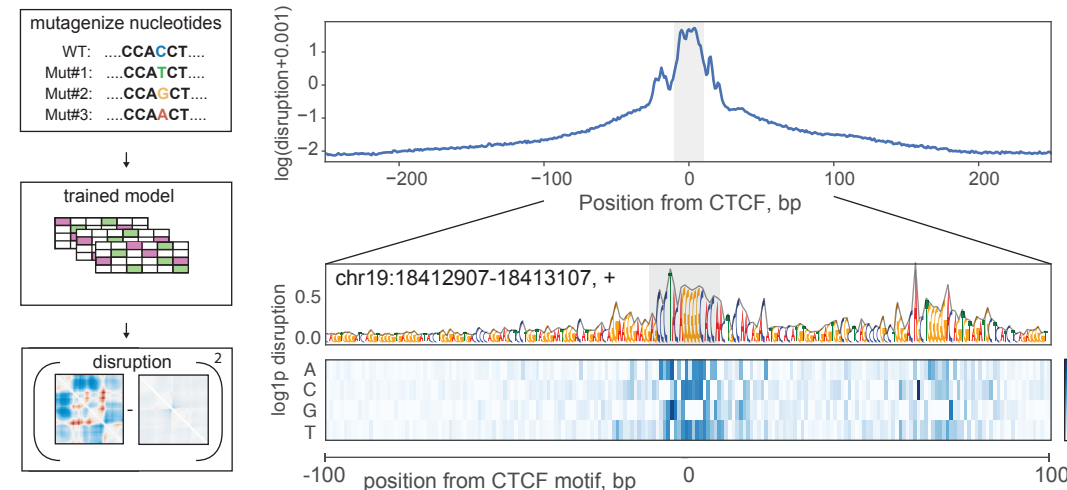 mutagenize nucleotides
WT: ....CCACCCT....
Mut#1: ....CCATCT....
Mut#2: ....CCAGCT....
Mut#3: ....CCAACT....
trained model
disruption
2
-
log(disruption+0.001)
1
0
−1
−2
−200
−100
0
100
200
Position from CTCF, bp
chr19:18412907-18413107, +
log1p disruption
0.5
0.0
A
C
G
T
-100
0
100
position from CTCF motif, bp